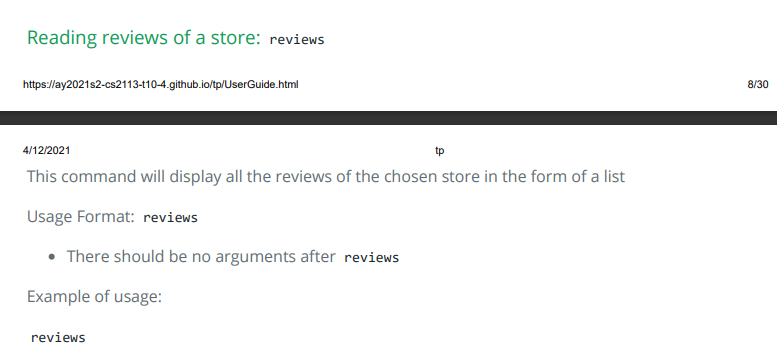 Reading reviews of a store: reviews
https://ay2021s2-cs2113-t10-4.github.io/tp/UserGuide.html 8/30
4/12/2021 tp
This command will display all the reviews of the chosen store in the form of a list
Usage Format: reviews
• There should be no arguments after reviews
Example of usage:
reviews